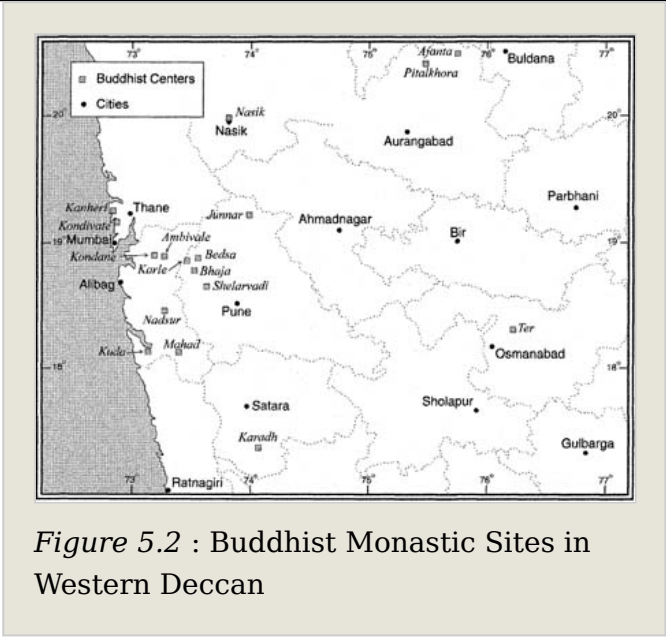 73° 74° 75° 76° 77°
Buddhist Centers
Cities
Ajanta
Buldana
Pitalkhora
20° 20°
Nasik
Nasik
Aurangabad
Parbhani
Kanheri
Thane
Junnar
Ahmadnagar
Kondivate
Bir
19° Mumbai 19°
Ambivale
Kondane
Bedsa
Karle
Bhaja
Alibag
Shelarvadi
Pune
Nadsur
Ter
Kuda
Mahad
Osmanabad
18° 18°
Satara
Sholapur
Karadh
Gulbarga
Ratnagiri
73° 74° 75° 76° 77°
Figure 5.2 : Buddhist Monastic Sites in
Western Deccan